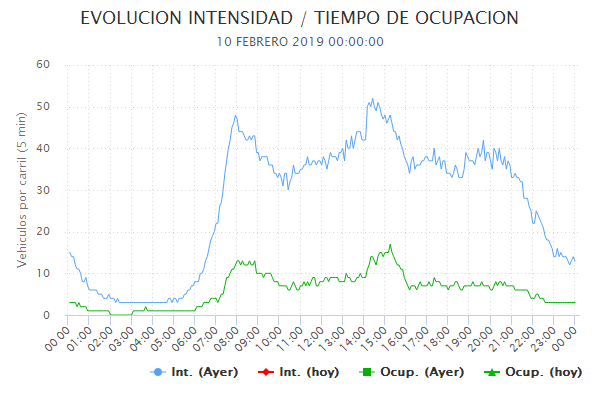 EVOLUCION INTENSIDAD / TIEMPO DE OCUPACION
10 FEBRERO 2019 00:00:00
Vehiculos por carril (5 min)
60
50
40
30
20
10
0
00:00 01:00 02:00 03:00 04:00 05:00 06:00 07:00 08:00 09:00 10:00 11:00 12:00 13:00 14:00 15:00 16:00 17:00 18:00 19:00 20:00 21:00 22:00 23:00 00:00
Int. (Ayer) Int. (hoy) Ocup. (Ayer) Ocup. (hoy)